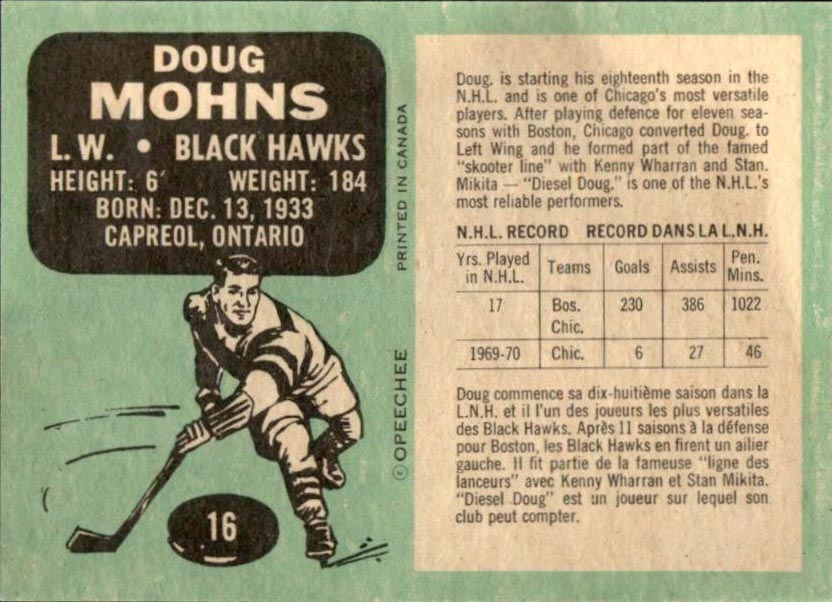 DOUG
MOHNS
L.W. • BLACK HAWKS
HEIGHT: 6' WEIGHT: 184
BORN: DEC. 13, 1933
CAPREOL, ONTARIO
PRINTED IN CANADA
© OPEECHEE
16
Doug. is starting his eighteenth season in the
N.H.L. and is one of Chicago's most versatile
players. After playing defence for eleven sea-
sons with Boston, Chicago converted Doug. to
Left Wing and he formed part of the famed
"skooter line" with Kenny Wharran and Stan.
Mikita — "Diesel Doug." is one of the N.H.L.'s
most reliable performers.
N.H.L. RECORD RECORD DANS LA L.N.H.
Yrs. Played in N.H.L. Teams Goals Assists Pen. Mins.
17 Bos. Chic. 230 386 1022
1969-70 Chic. 6 27 46
Doug commence sa dix-huitième saison dans la
L.N.H. et il l'un des joueurs les plus versatiles
des Black Hawks. Après 11 saisons à la défense
pour Boston, les Black Hawks en firent un ailier
gauche. Il fit partie de la fameuse "ligne des
lanceurs" avec Kenny Wharran et Stan Mikita.
"Diesel Doug" est un joueur sur lequel son
club peut compter.